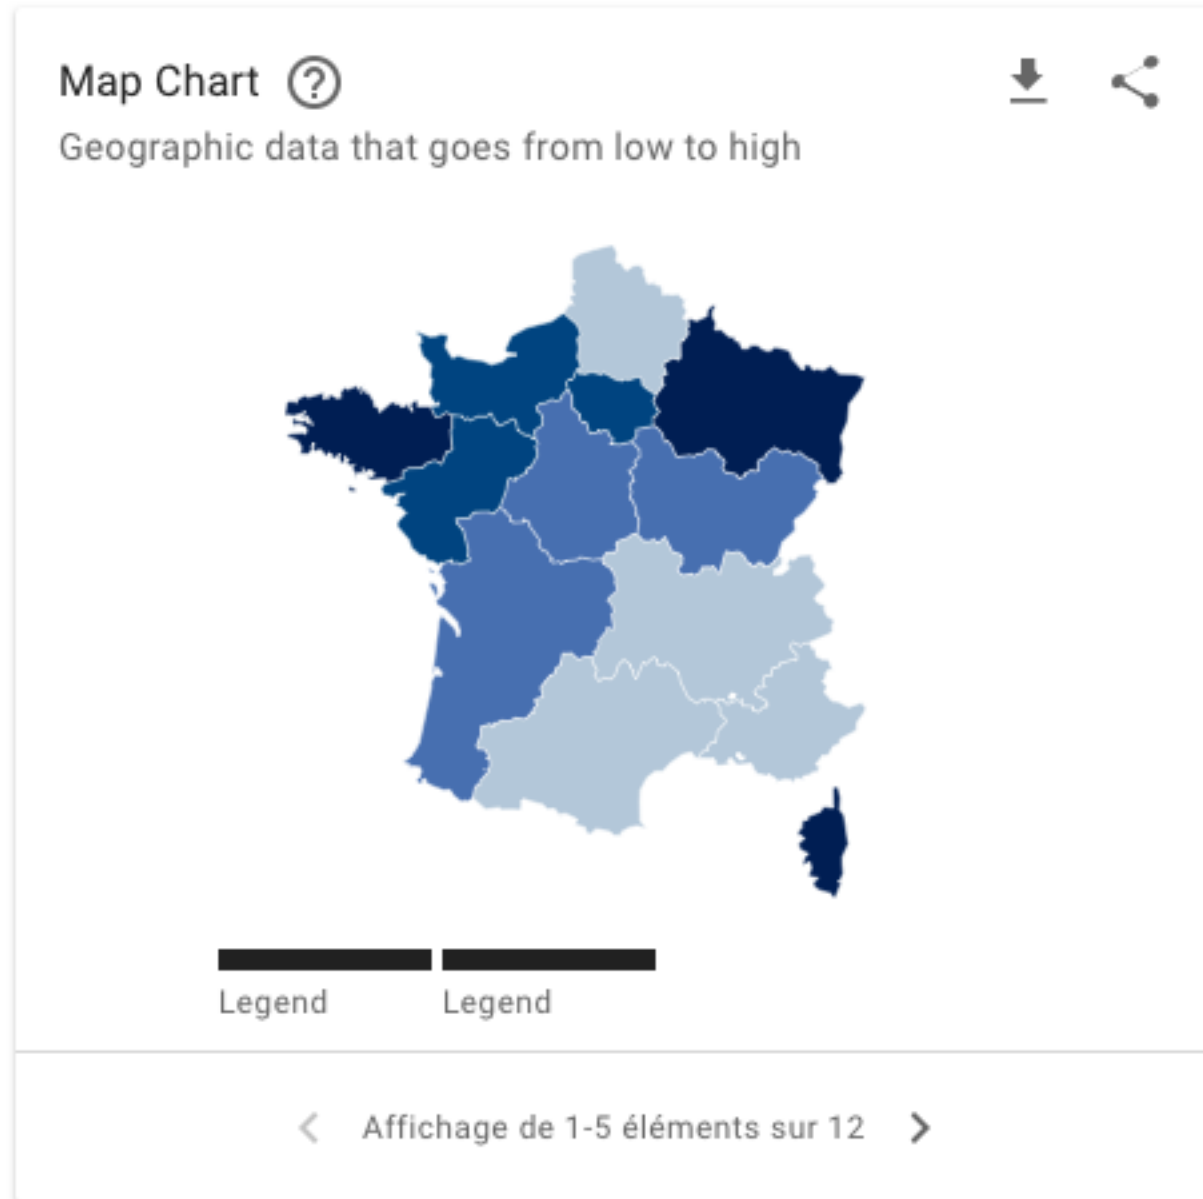 Map Chart
Geographic data that goes from low to high
Legend Legend
Affichage de 1-5 éléments sur 12